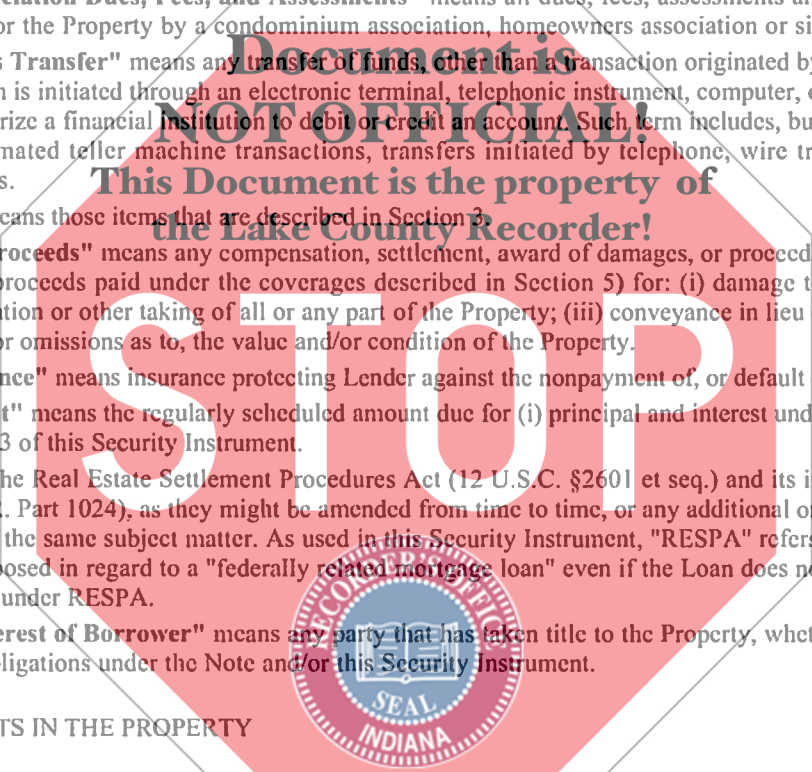 ciation Dues, Fees, and Assessments" means all dues, fees, assessments an
or the Property by a condominium association, homeowners association or si
Document is
s Transfer" means any transfer of funds, other than a transaction originated by
n is initiated through an electronic terminal, telephonic instrument, computer,
NOT OFFICIAL!
rize a financial institution to debit or credit an account. Such term includes, bu
mated teller machine transactions, transfers initiated by telephone, wire tr
s.
This Document is the property of
eans those items that are described in Section 3.
the Lake County Recorder!
roceeds" means any compensation, settlement, award of damages, or proceed
proceeds paid under the coverages described in Section 5) for: (i) damage t
tion or other taking of all or any part of the Property; (iii) conveyance in lieu
or omissions as to, the value and/or condition of the Property.
STOP
nce" means insurance protecting Lender against the nonpayment of, or default
t" means the regularly scheduled amount due for (i) principal and interest und
3 of this Security Instrument.
he Real Estate Settlement Procedures Act (12 U.S.C. §2601 et seq.) and its i
. Part 1024), as they might be amended from time to time, or any additional o
the same subject matter. As used in this Security Instrument, "RESPA" refers
posed in regard to a "federally related mortgage loan" even if the Loan does n
under RESPA.
erest of Borrower" means any party that has taken title to the Property, whet
ligations under the Note and/or this Security Instrument.
RECORDER'S OFFICE
SEAL
INDIANA
TS IN THE PROPERTY